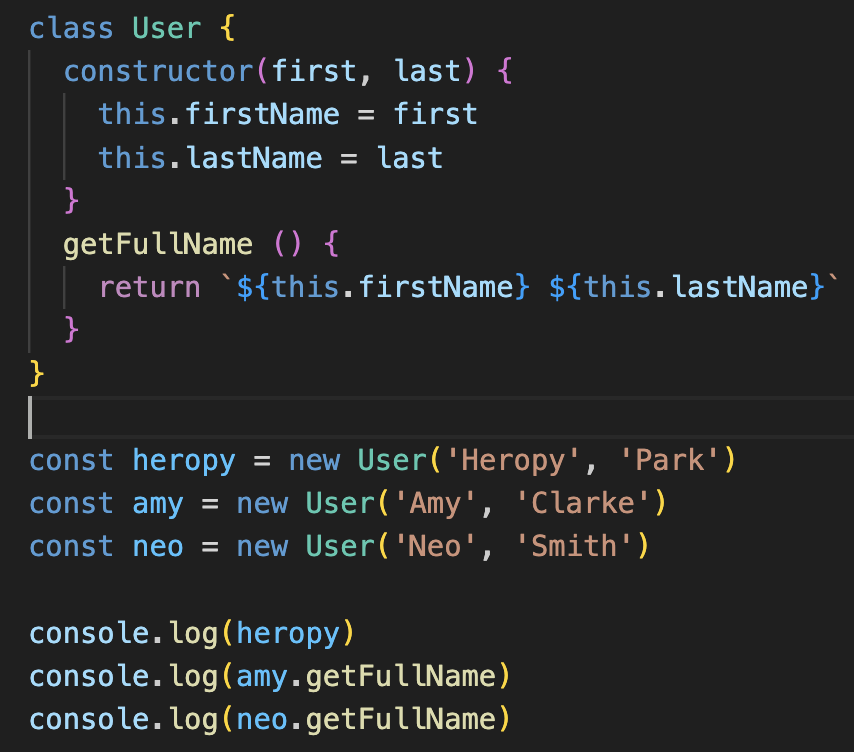 class User {
  constructor(first, last) {
    this.firstName = first
    this.lastName = last
  }
  getFullName () {
    return `${this.firstName} ${this.lastName}`
  }
}

const heropy = new User('Heropy', 'Park')
const amy = new User('Amy', 'Clarke')
const neo = new User('Neo', 'Smith')

console.log(heropy)
console.log(amy.getFullName)
console.log(neo.getFullName)